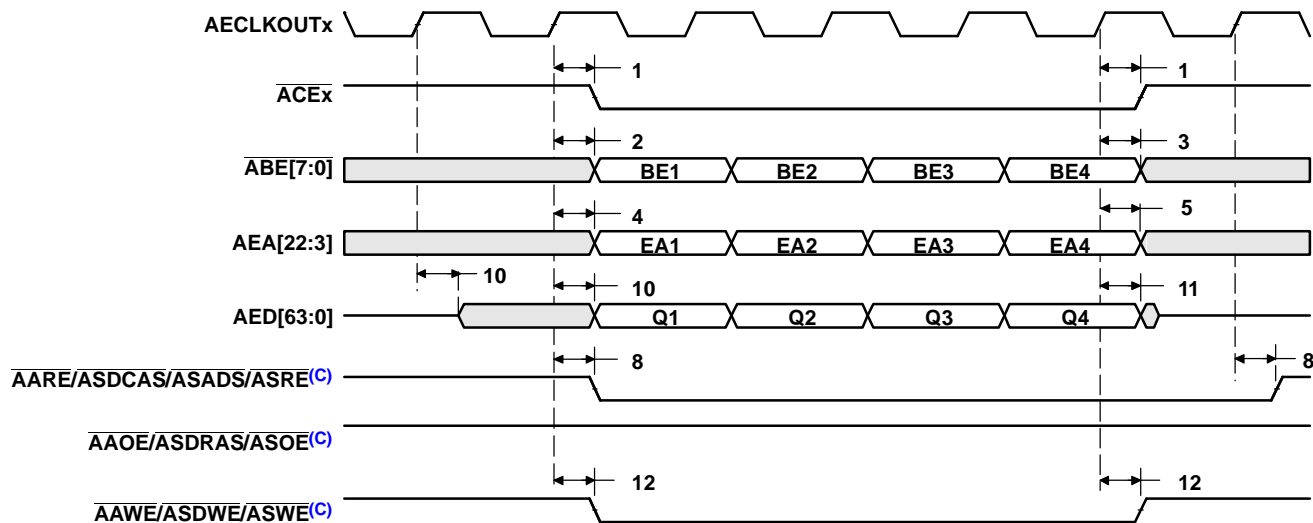 AECLKOUTx
1 1
ACEx
2 3
ABE[7:0] BE1 BE2 BE3 BE4
4 5
AEA[22:3] EA1 EA2 EA3 EA4
10 10 11
AED[63:0] Q1 Q2 Q3 Q4
8 8
AARE/ASDCAS/ASADS/ASRE(C)
AAOE/ASDRAS/ASOE(C)
12 12
AAWE/ASDWE/ASWE(C)